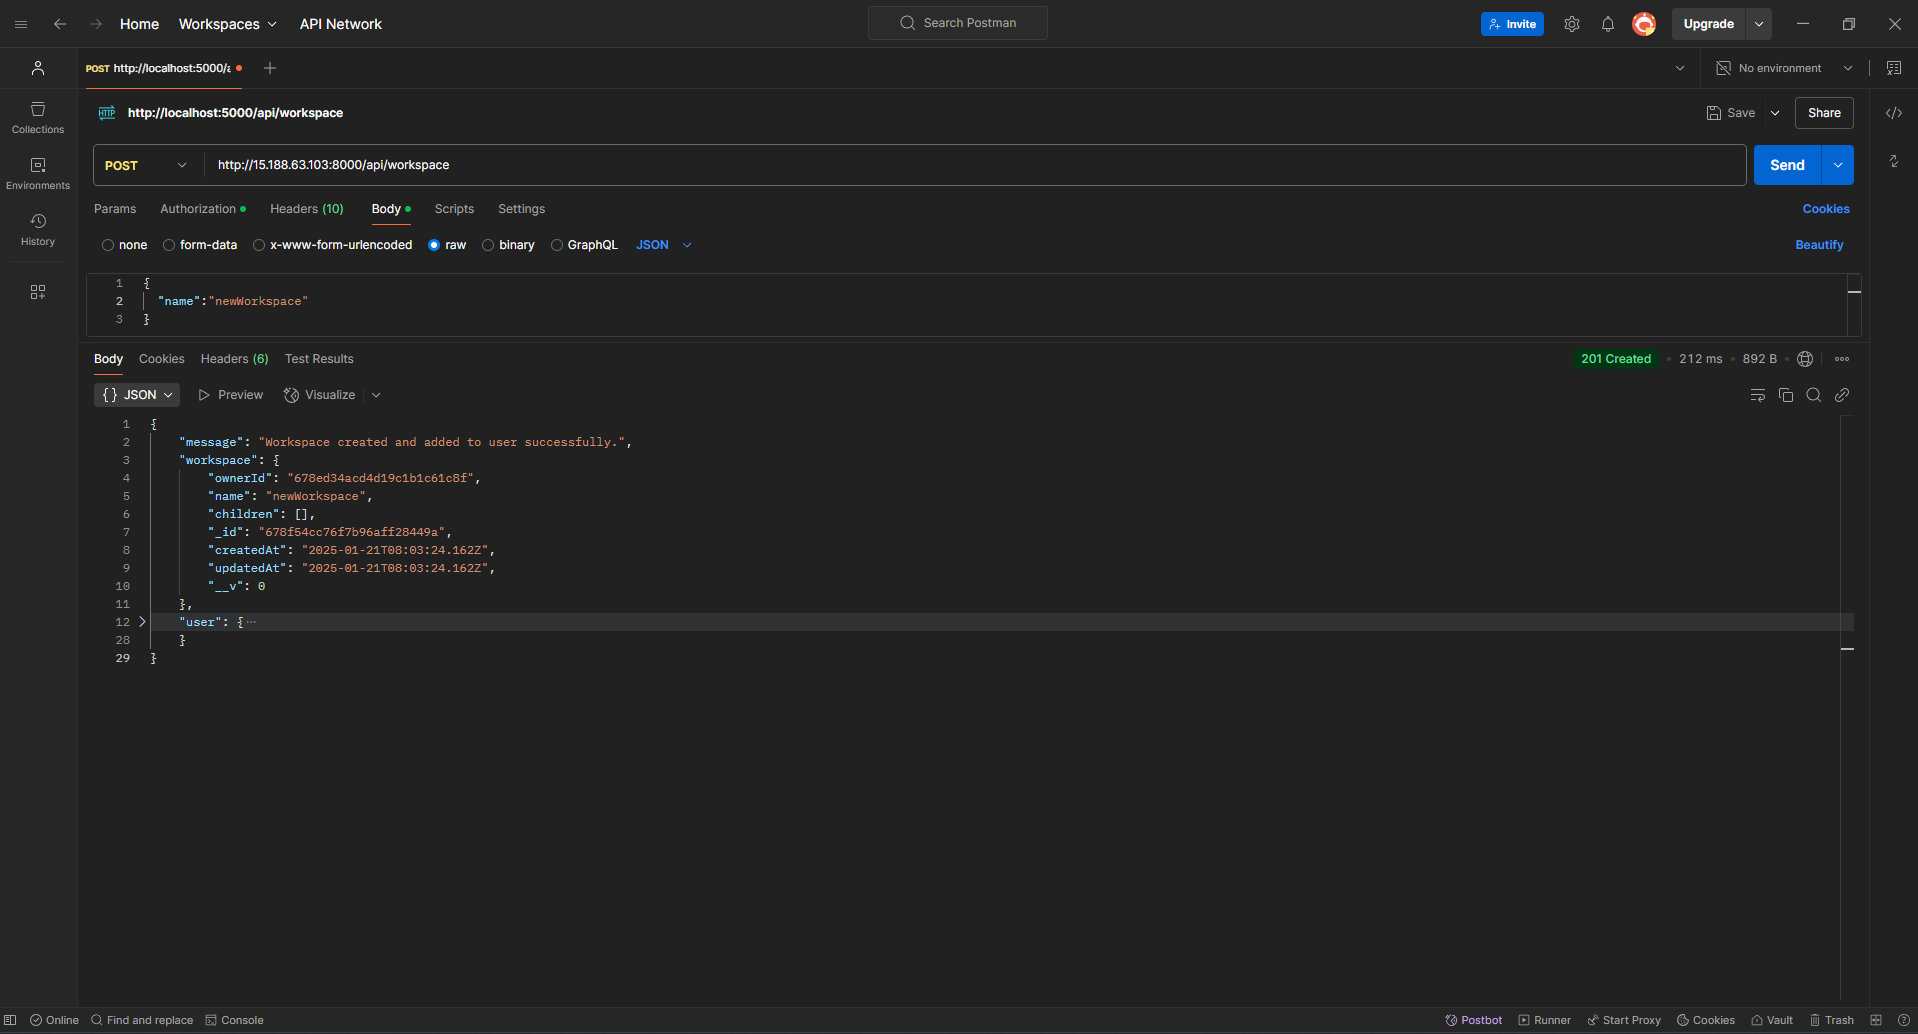 Home Workspaces API Network Search Postman Invite Upgrade
POST http://localhost:5000/a No environment
Collections
Environments
History
HTTP http://localhost:5000/api/workspace Save Share
POST http://15.188.63.103:8000/api/workspace Send
Params Authorization Headers (10) Body Scripts Settings Cookies
none form-data x-www-form-urlencoded raw binary GraphQL JSON Beautify
1 {
2 "name":"newWorkspace"
3 }
Body Cookies Headers (6) Test Results 201 Created 212 ms 892 B
{} JSON Preview Visualize
1 {
2 "message": "Workspace created and added to user successfully.",
3 "workspace": {
4 "ownerId": "678ed34acd4d19c1b1c61c8f",
5 "name": "newWorkspace",
6 "children": [],
7 "_id": "678f54cc76f7b96aff28449a",
8 "createdAt": "2025-01-21T08:03:24.162Z",
9 "updatedAt": "2025-01-21T08:03:24.162Z",
10 "__v": 0
11 },
12 "user": {...
28 }
29 }
Online Find and replace Console Postbot Runner Start Proxy Cookies Vault Trash